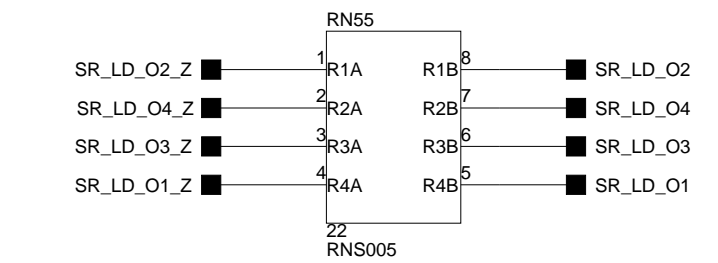 RN55
SR_LD_O2_Z 1 R1A R1B 8 SR_LD_O2
SR_LD_O4_Z 2 R2A R2B 7 SR_LD_O4
SR_LD_O3_Z 3 R3A R3B 6 SR_LD_O3
SR_LD_O1_Z 4 R4A R4B 5 SR_LD_O1
22
RNS005